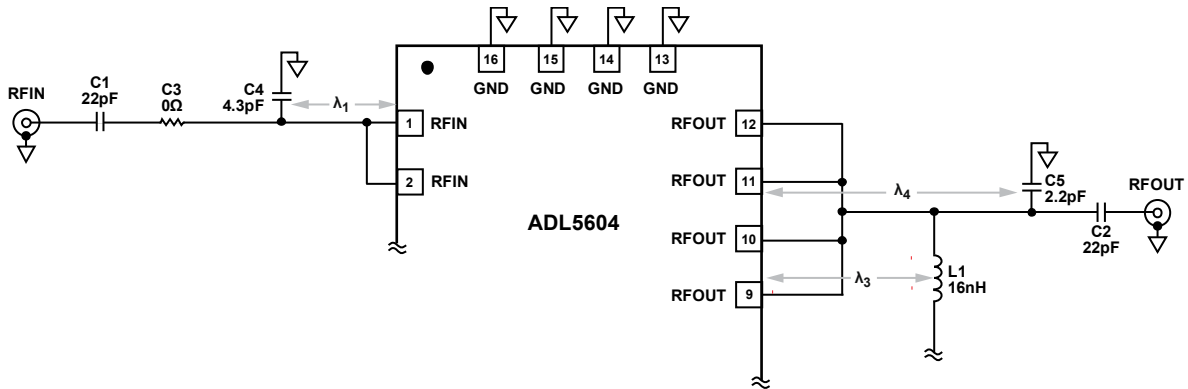 16
15
14
13
GND
GND
GND
GND
RFIN
C1
22pF
C3
0Ω
C4
4.3pF
λ1
1
RFIN
2
RFIN
ADL5604
RFOUT
12
RFOUT
11
RFOUT
10
RFOUT
9
λ4
λ3
L1
16nH
C5
2.2pF
C2
22pF
RFOUT